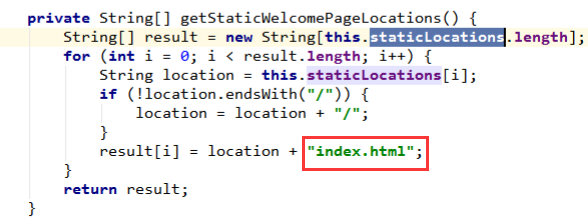 private String[] getStaticWelcomePageLocations() {
String[] result = new String[this.staticLocations.length];
for (int i = 0; i < result.length; i++) {
String location = this.staticLocations[i];
if (!location.endsWith("/")) {
location = location + "/";
}
result[i] = location + "index.html";
}
return result;
}